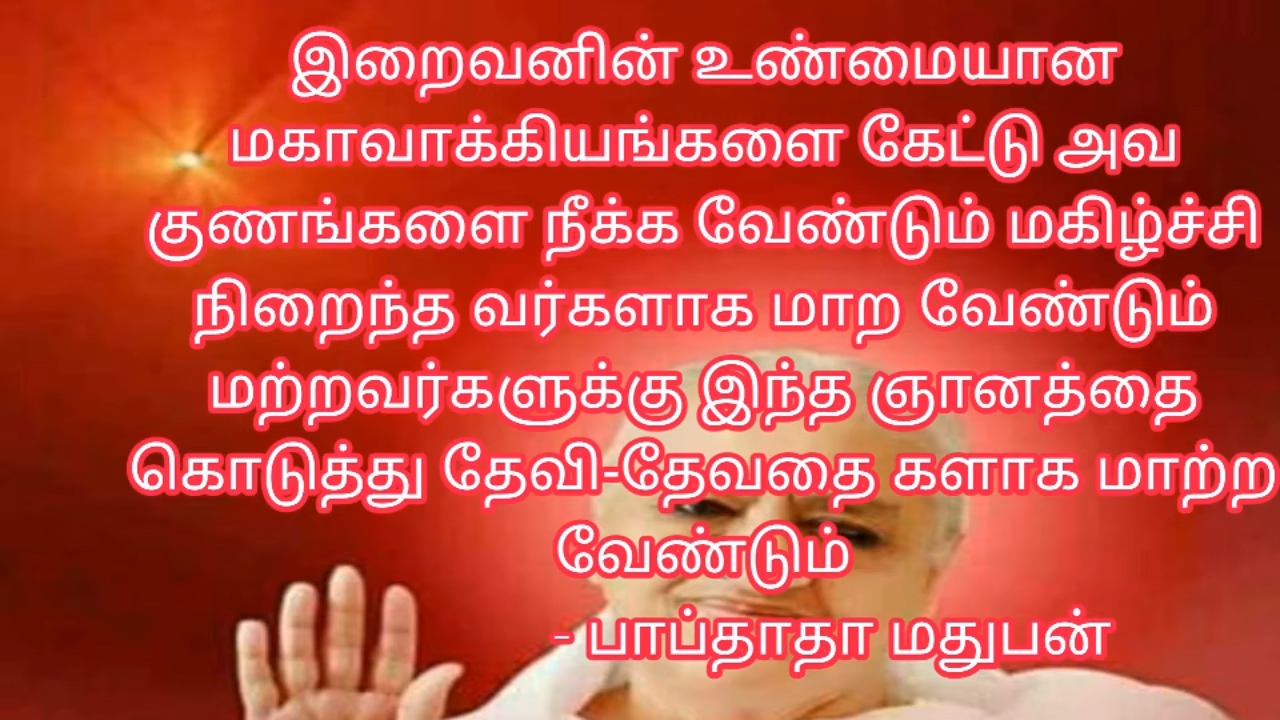 இறைவனின் உண்மையான
மகாவாக்கியங்களை கேட்டு அவ
குணங்களை நீக்க வேண்டும் மகிழ்ச்சி
நிறைந்த வர்களாக மாற வேண்டும்
மற்றவர்களுக்கு இந்த ஞானத்தை
கொடுத்து தேவி-தேவதை களாக மாற்ற
வேண்டும்
- பாப்தாதா மதுபன்